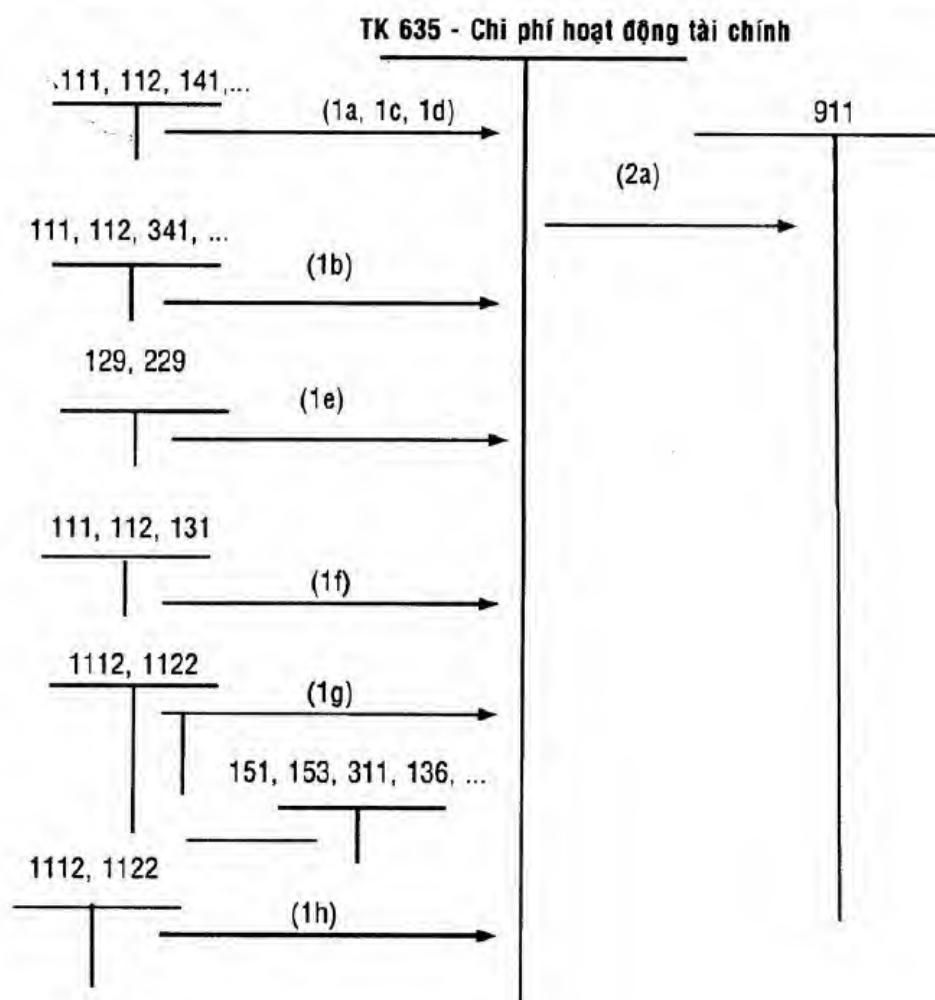 TK 635 - Chi phí hoạt động tài chính
111, 112, 141,...
(1a, 1c, 1d)
911
(2a)
111, 112, 341, ...
(1b)
129, 229
(1e)
111, 112, 131
(1f)
1112, 1122
(1g)
151, 153, 311, 136, ...
1112, 1122
(1h)